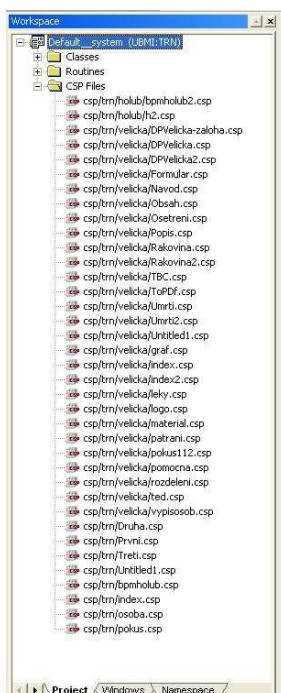 Workspace
Default__system (UBMI:TRN)
Classes
Routines
CSP Files
csp/trn/holub/bpmholub2.csp
csp/trn/holub/h2.csp
csp/trn/velicka/DPVelicka-zaloha.csp
csp/trn/velicka/DPVelicka.csp
csp/trn/velicka/DPVelicka2.csp
csp/trn/velicka/Formular.csp
csp/trn/velicka/Navod.csp
csp/trn/velicka/Obsah.csp
csp/trn/velicka/Osetreni.csp
csp/trn/velicka/Popis.csp
csp/trn/velicka/Rakovina.csp
csp/trn/velicka/Rakovina2.csp
csp/trn/velicka/TBC.csp
csp/trn/velicka/ToPDf.csp
csp/trn/velicka/Umrti.csp
csp/trn/velicka/Umrti2.csp
csp/trn/velicka/Untitled1.csp
csp/trn/velicka/graf.csp
csp/trn/velicka/index.csp
csp/trn/velicka/index2.csp
csp/trn/velicka/leky.csp
csp/trn/velicka/logo.csp
csp/trn/velicka/material.csp
csp/trn/velicka/patrani.csp
csp/trn/velicka/pokus112.csp
csp/trn/velicka/pomocna.csp
csp/trn/velicka/rozdeleni.csp
csp/trn/velicka/ted.csp
csp/trn/velicka/vypisosob.csp
csp/trn/Druha.csp
csp/trn/Prvni.csp
csp/trn/Treti.csp
csp/trn/Untitled1.csp
csp/trn/bpmholub.csp
csp/trn/index.csp
csp/trn/osoba.csp
csp/trn/pokus.csp
Project Windows Namespace